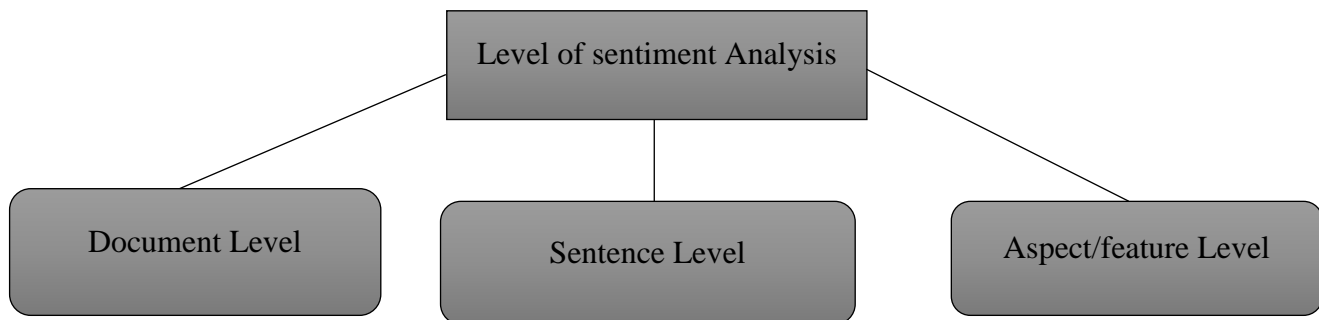 Level of sentiment Analysis
Document Level
Sentence Level
Aspect/feature Level